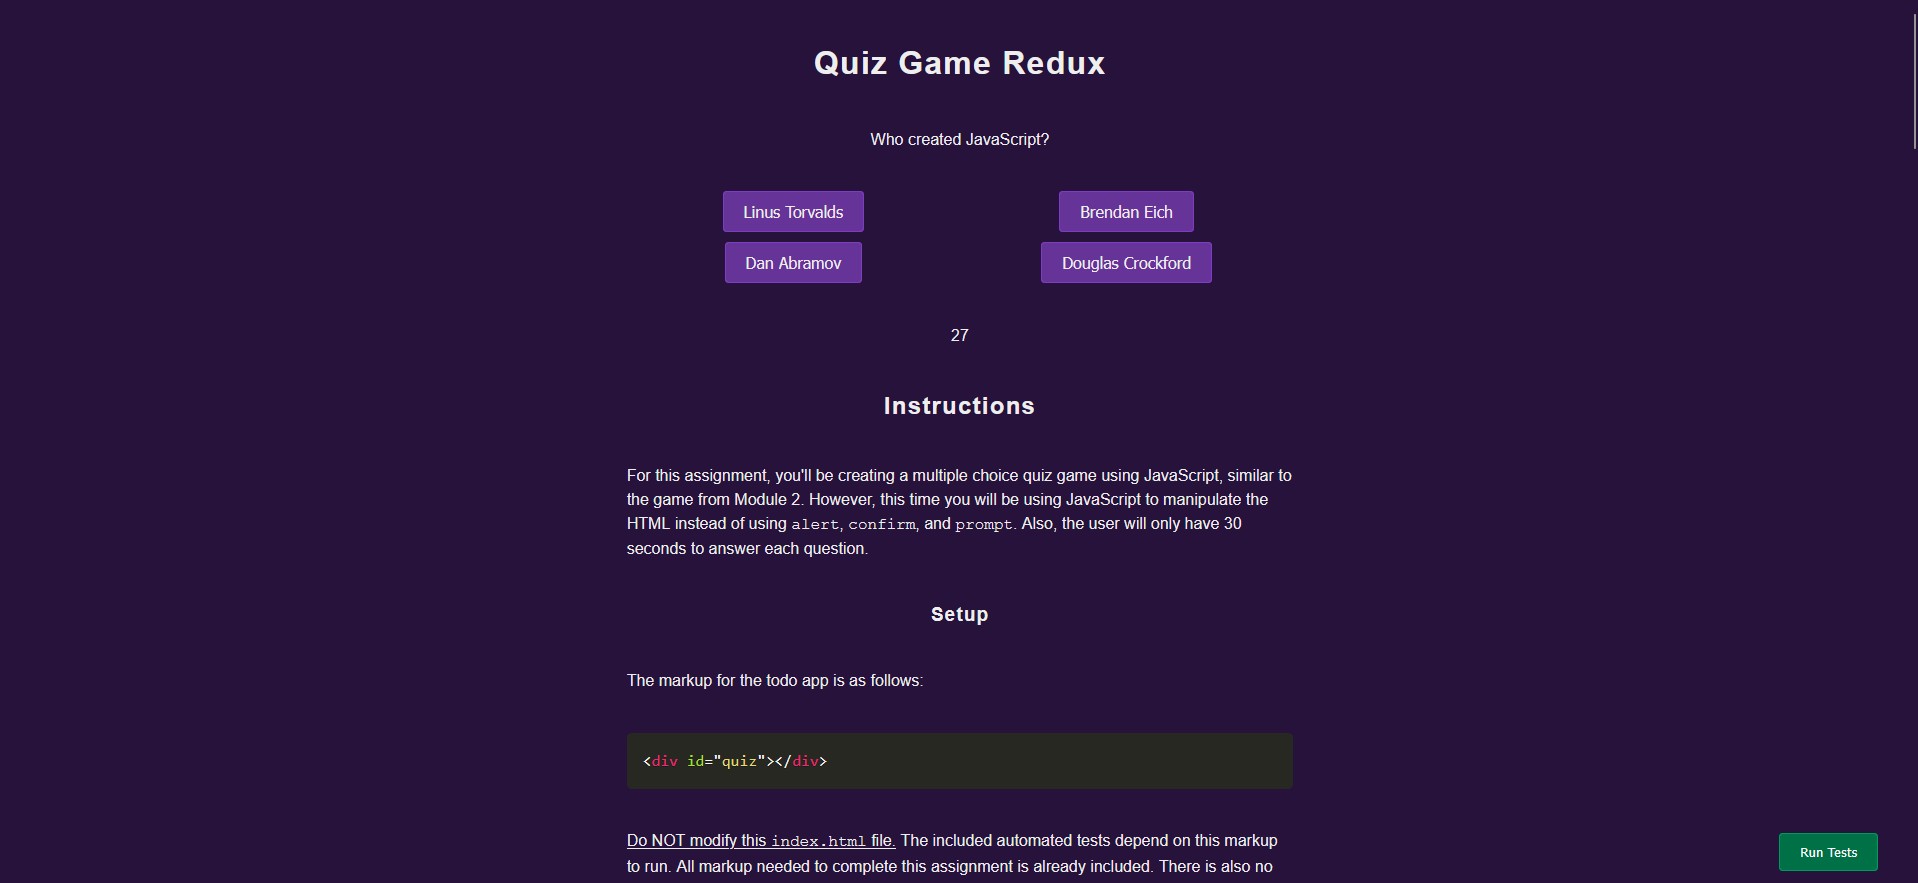 Quiz Game Redux
Who created JavaScript?
Linus Torvalds
Brendan Eich
Dan Abramov
Douglas Crockford
27
Instructions
For this assignment, you'll be creating a multiple choice quiz game using JavaScript, similar to
the game from Module 2. However, this time you will be using JavaScript to manipulate the
HTML instead of using alert, confirm, and prompt. Also, the user will only have 30
seconds to answer each question.
Setup
The markup for the todo app is as follows:
<div id="quiz"></div>
Do NOT modify this index.html file. The included automated tests depend on this markup
to run. All markup needed to complete this assignment is already included. There is also no
Run Tests